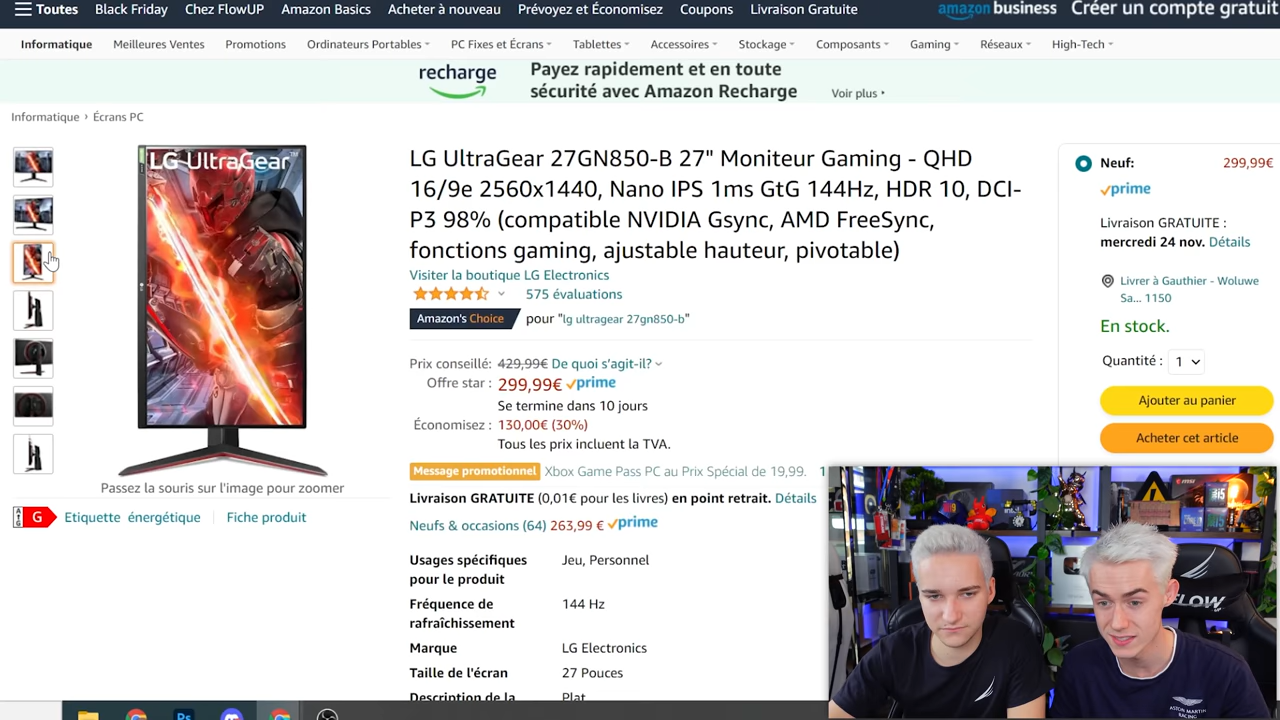 Toutes Black Friday Chez FlowUP Amazon Basics Acheter à nouveau Prévoyez et Économisez Coupons Livraison Gratuite amazon business Créer un compte gratuit
Informatique Meilleures Ventes Promotions Ordinateurs Portables PC Fixes et Écrans Tablettes Accessoires Stockage Composants Gaming Réseaux High-Tech
recharge
Payez rapidement et en toute
sécurité avec Amazon Recharge
Voir plus
Informatique › Écrans PC
LG UltraGear™
Passez la souris sur l'image pour zoomer
G Etiquette énergétique Fiche produit
LG UltraGear 27GN850-B 27" Moniteur Gaming - QHD
16/9e 2560x1440, Nano IPS 1ms GtG 144Hz, HDR 10, DCI-
P3 98% (compatible NVIDIA Gsync, AMD FreeSync,
fonctions gaming, ajustable hauteur, pivotable)
Visiter la boutique LG Electronics
575 évaluations
Amazon's Choice pour "lg ultragear 27gn850-b"
Prix conseillé: 429,99€ De quoi s'agit-il?
Offre star : 299,99€ prime
Se termine dans 10 jours
Économisez : 130,00€ (30%)
Tous les prix incluent la TVA.
Message promotionnel Xbox Game Pass PC au Prix Spécial de 19,99. 1
Livraison GRATUITE (0,01€ pour les livres) en point retrait. Détails
Neufs & occasions (64) 263,99 € prime
Usages spécifiques Jeu, Personnel
pour le produit
Fréquence de 144 Hz
rafraîchissement
Marque LG Electronics
Taille de l'écran 27 Pouces
Description de la Plat
Neuf: 299,99€
prime
Livraison GRATUITE :
mercredi 24 nov. Détails
Livrer à Gauthier - Woluwe
Sa... 1150
En stock.
Quantité : 1
Ajouter au panier
Acheter cet article
FLOW
ASTON MARTIN
RACING
Ps